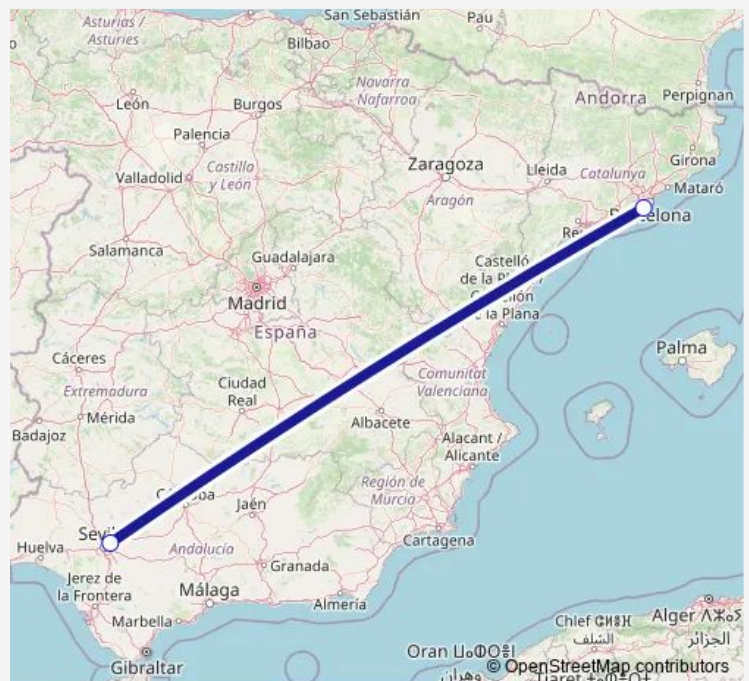 San Sebastián
Pau
Asturias /
Asturies
Bilbao
Navarra
Nafarroa
León
Burgos
Andorra
Perpignan
Palencia
Valladolid
Castilla
y León
Zaragoza
Lleida
Catalunya
Girona
Mataró
Aragón
Salamanca
Guadalajara
Castelló
de la
Madrid
la Plana
España
Palma
Cáceres
Comunitat
Valenciana
Extremadura
Ciudad
Real
Mérida
Albacete
Badajoz
Alacant /
Alicante
Región de
Murcia
Jaén
Huelva
Andalucía
Cartagena
Granada
Jerez de
la Frontera
Málaga
Almería
Marbella
Chlef
الشلف
Alger
الجزائر
Gibraltar
Oran
وهران
© OpenStreetMap contributors